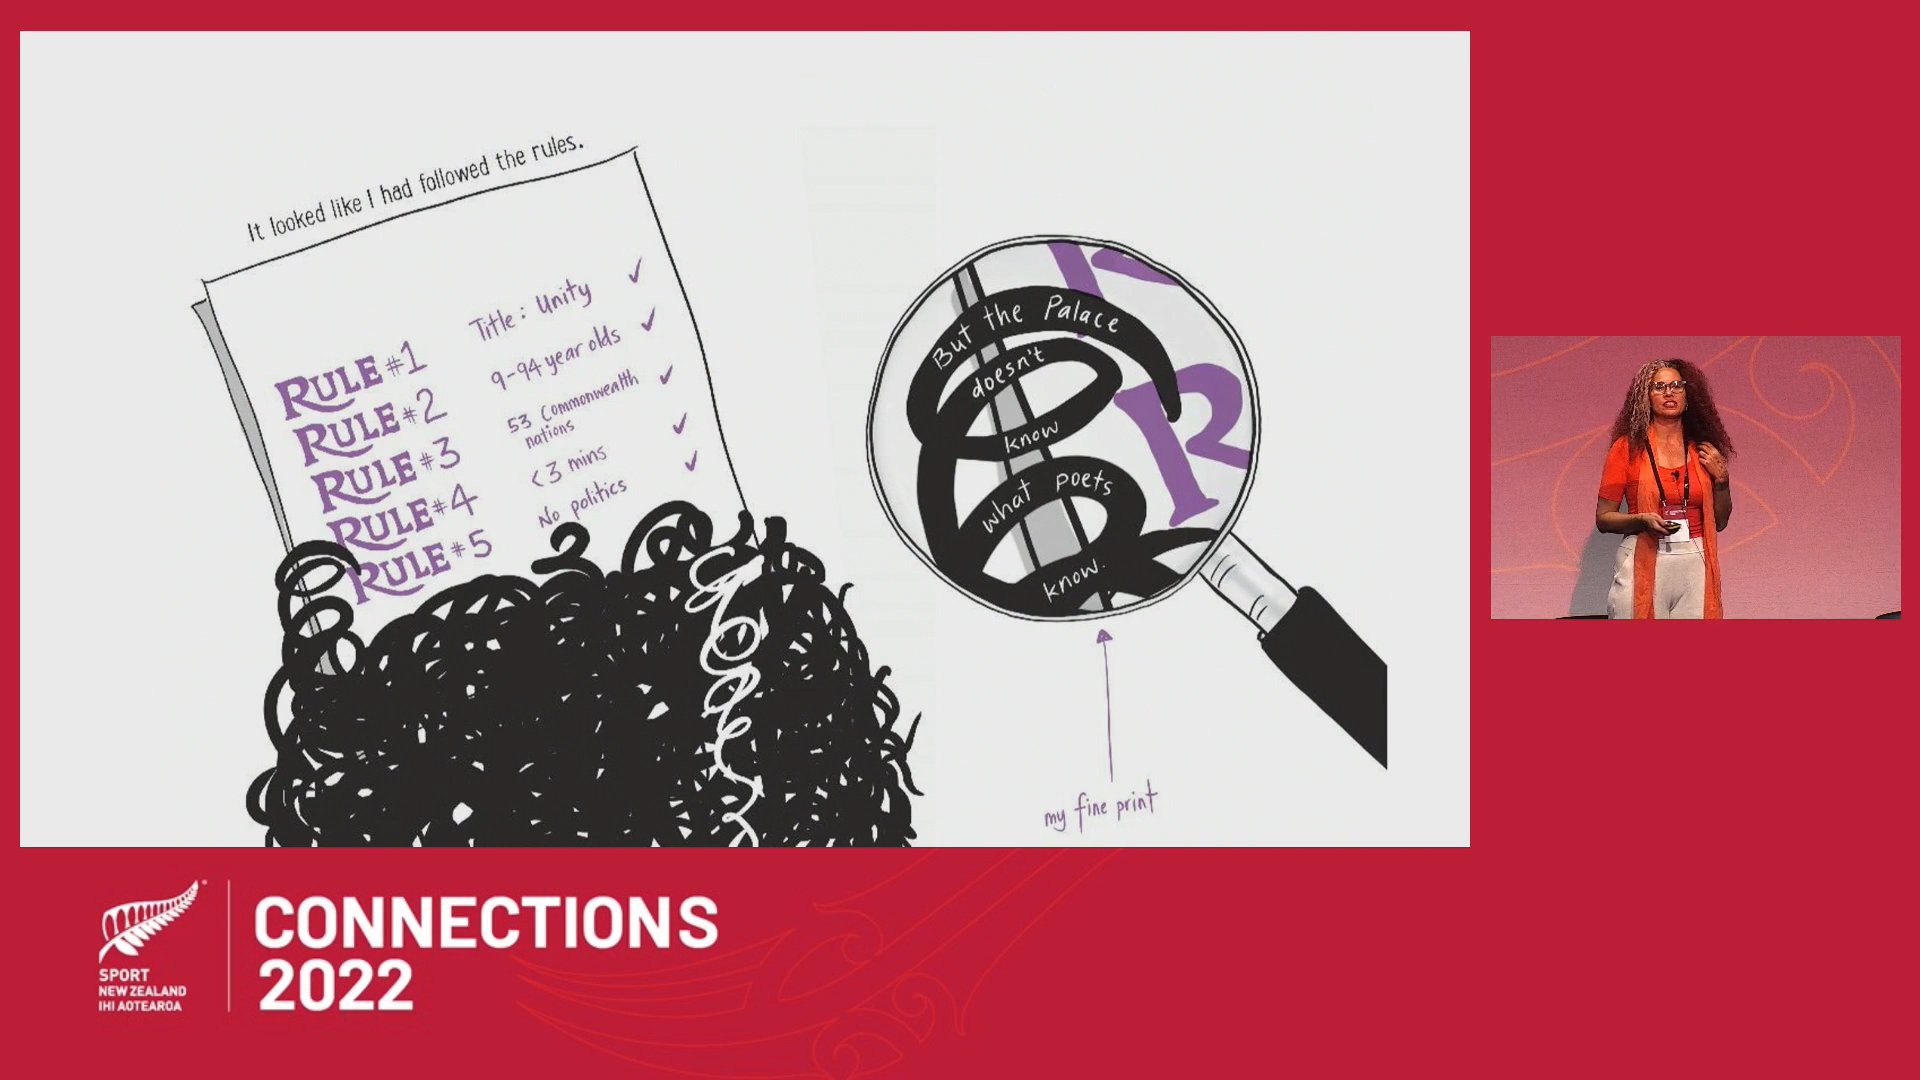 It looked like I had followed the rules.
RULE #1 Title: Unity ✓
RULE #2 9-94 year olds ✓
RULE #3 53 Commonwealth nations ✓
RULE #4 <3 mins ✓
RULE #5 No politics ✓
But the Palace
doesn't
know
what poets
know.
R
my fine print
SPORT
NEW ZEALAND
IHI AOTEAROA
CONNECTIONS
2022